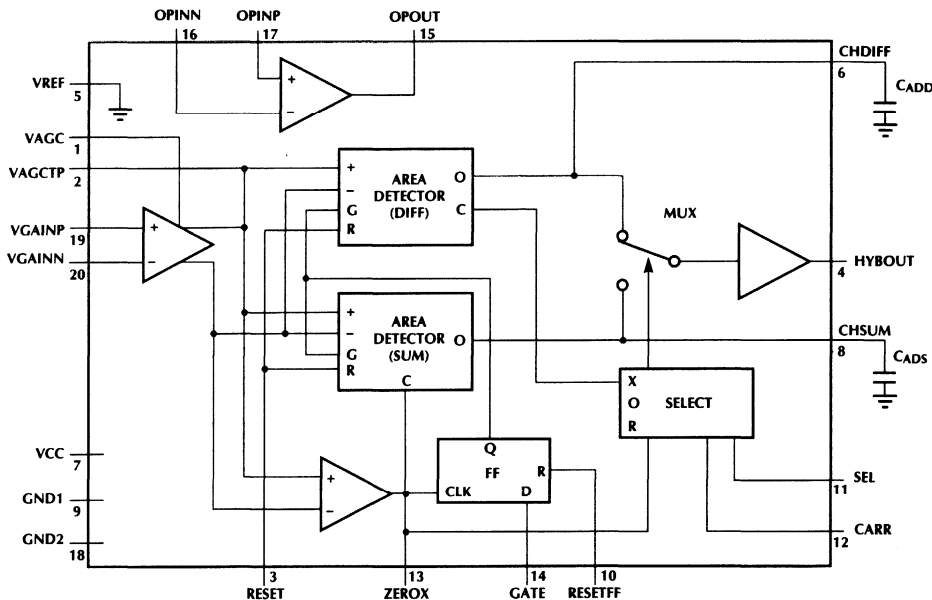 OPINN
16
OPINP
17
OPOUT
15
CHDIFF
6
CADD
VREF
5
VAGC
1
VAGCTP
2
VGAINP
19
VGAINN
20
+
−
+
−
+
−
G
R
AREA
DETECTOR
(DIFF)
O
C
MUX
HYBOUT
4
+
−
G
R
AREA
DETECTOR
(SUM)
O
C
CHSUM
8
CADS
X
O
R
SELECT
VCC
7
GND1
9
GND2
18
+
−
Q
FF
R
CLK
D
SEL
11
CARR
12
3
RESET
13
ZEROX
14
GATE
10
RESETFF